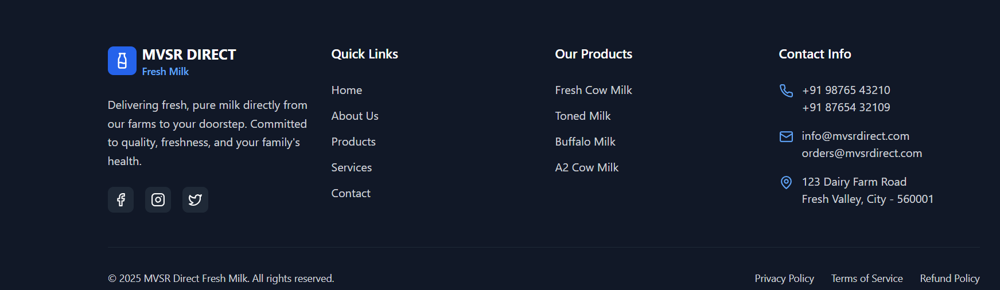 MVSR DIRECT
Fresh Milk
Delivering fresh, pure milk directly from
our farms to your doorstep. Committed
to quality, freshness, and your family's
health.
Quick Links
Home
About Us
Products
Services
Contact
Our Products
Fresh Cow Milk
Toned Milk
Buffalo Milk
A2 Cow Milk
Contact Info
+91 98765 43210
+91 87654 32109
info@mvsrdirect.com
orders@mvsrdirect.com
123 Dairy Farm Road
Fresh Valley, City - 560001
© 2025 MVSR Direct Fresh Milk. All rights reserved.
Privacy Policy
Terms of Service
Refund Policy